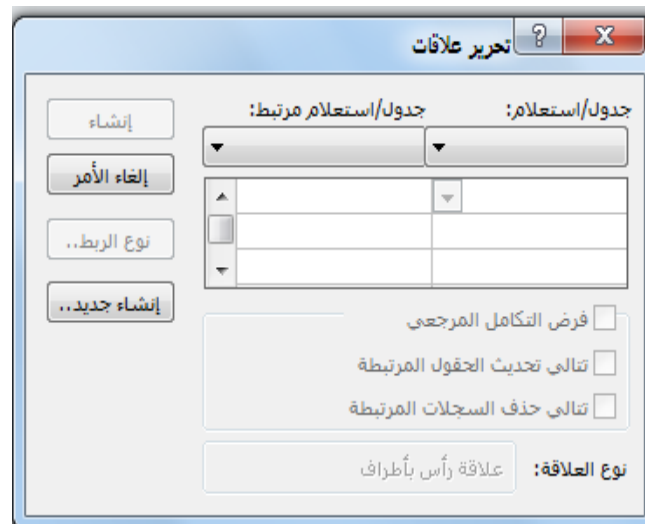 تحرير علاقات
جدول/استعلام:
جدول/استعلام مرتبط:
إنشاء
إلغاء الأمر
نوع الربط..
إنشاء جديد..
فرض التكامل المرجعي
تتالي تحديث الحقول المرتبطة
تتالي حذف السجلات المرتبطة
نوع العلاقة: علاقة رأس بأطراف